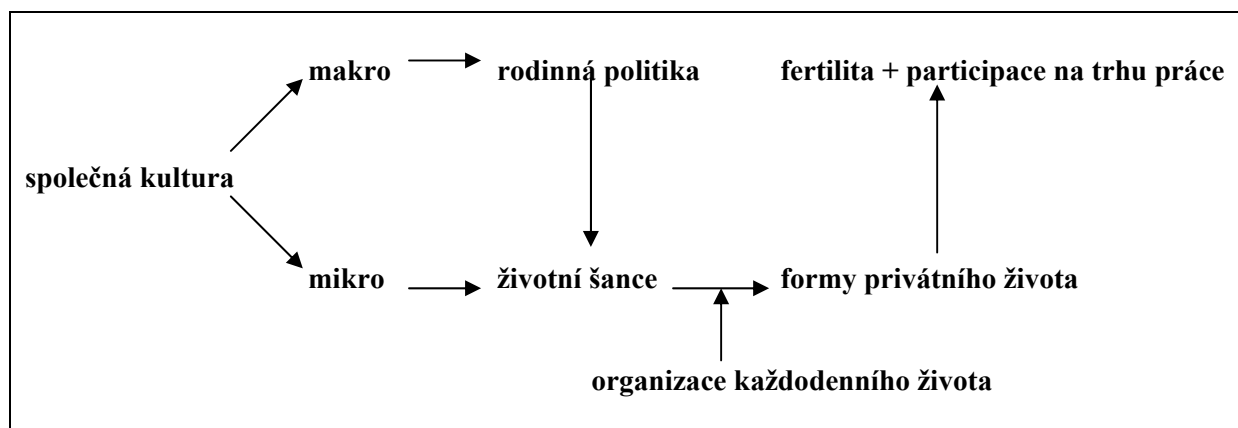 makro rodinná politika fertilita + participace na trhu práce
společná kultura
mikro životní šance formy privátního života
organizace každodenního života